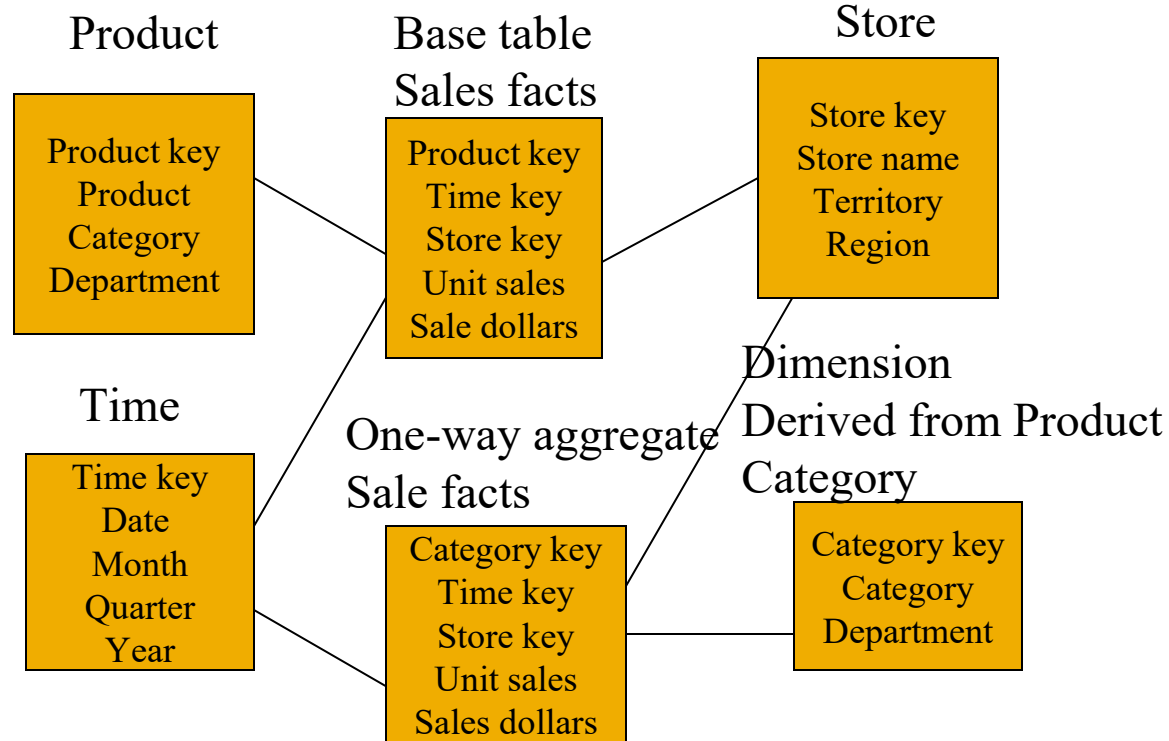 Product
Product key
Product
Category
Department
Base table
Sales facts
Product key
Time key
Store key
Unit sales
Sale dollars
Store
Store key
Store name
Territory
Region
Time
Time key
Date
Month
Quarter
Year
One-way aggregate
Sale facts
Category key
Time key
Store key
Unit sales
Sales dollars
Dimension
Derived from Product
Category
Category key
Category
Department